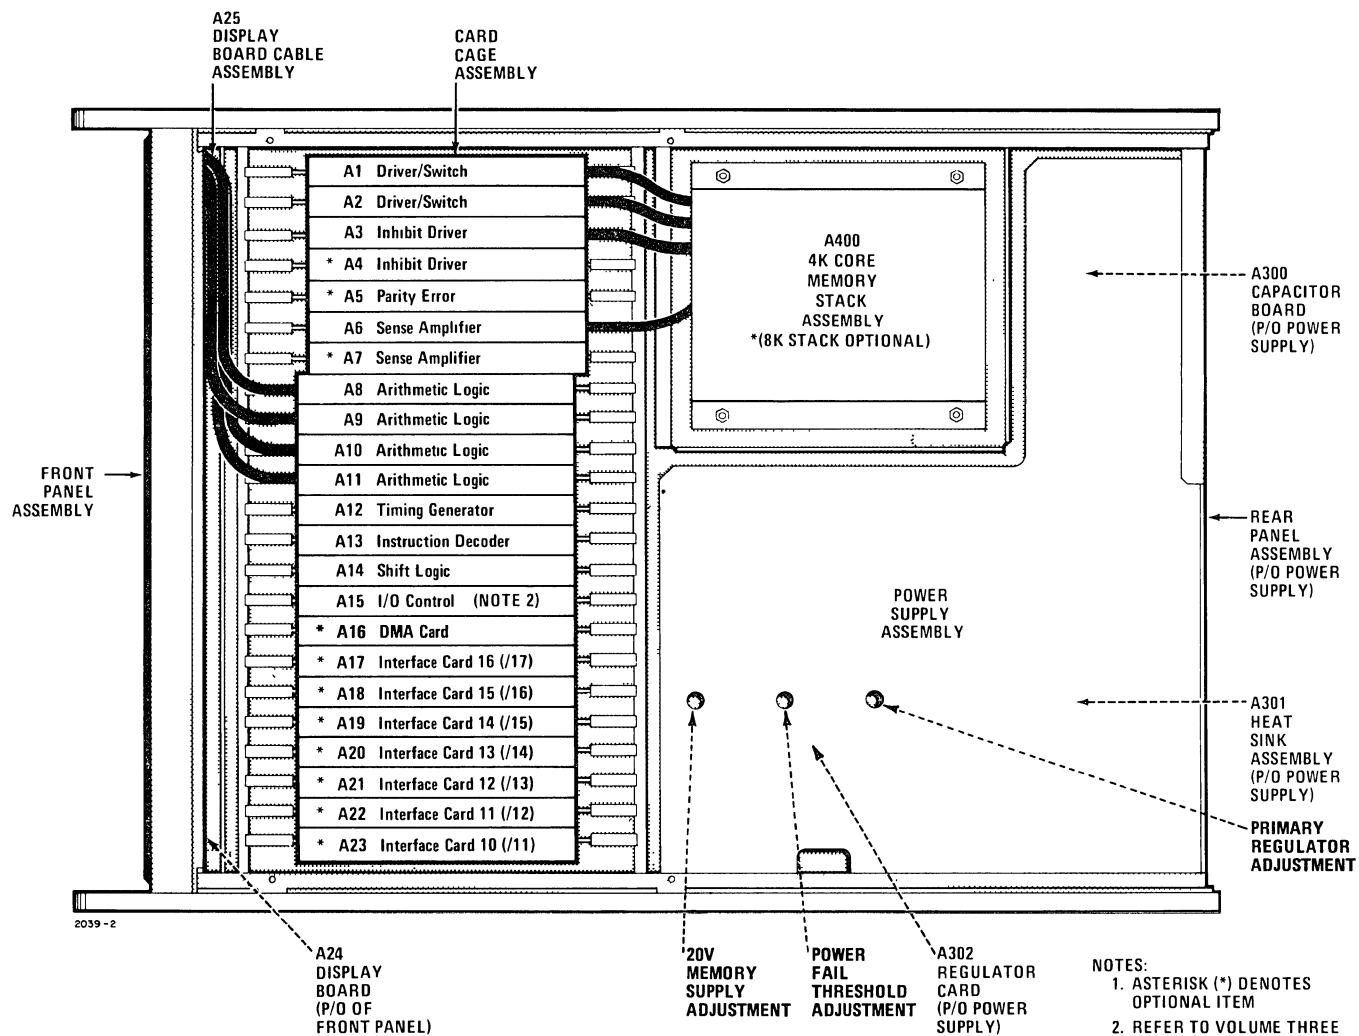 A25
DISPLAY
BOARD CABLE
ASSEMBLY
CARD
CAGE
ASSEMBLY
A1 Driver/Switch
A2 Driver/Switch
A3 Inhibit Driver
* A4 Inhibit Driver
* A5 Parity Error
A6 Sense Amplifier
* A7 Sense Amplifier
A8 Arithmetic Logic
A9 Arithmetic Logic
A10 Arithmetic Logic
A11 Arithmetic Logic
A12 Timing Generator
A13 Instruction Decoder
A14 Shift Logic
A15 I/O Control (NOTE 2)
* A16 DMA Card
* A17 Interface Card 16 (/17)
* A18 Interface Card 15 (/16)
* A19 Interface Card 14 (/15)
* A20 Interface Card 13 (/14)
* A21 Interface Card 12 (/13)
* A22 Interface Card 11 (/12)
* A23 Interface Card 10 (/11)
A400
4K CORE
MEMORY
STACK
ASSEMBLY
*(8K STACK OPTIONAL)
A300
CAPACITOR
BOARD
(P/O POWER
SUPPLY)
FRONT
PANEL
ASSEMBLY
REAR
PANEL
ASSEMBLY
(P/O POWER
SUPPLY)
POWER
SUPPLY
ASSEMBLY
A301
HEAT
SINK
ASSEMBLY
(P/O POWER
SUPPLY)
PRIMARY
REGULATOR
ADJUSTMENT
2039-2
A24
DISPLAY
BOARD
(P/O OF
FRONT PANEL)
20V
MEMORY
SUPPLY
ADJUSTMENT
POWER
FAIL
THRESHOLD
ADJUSTMENT
A302
REGULATOR
CARD
(P/O POWER
SUPPLY)
NOTES:
1. ASTERISK (*) DENOTES
OPTIONAL ITEM
2. REFER TO VOLUME THREE